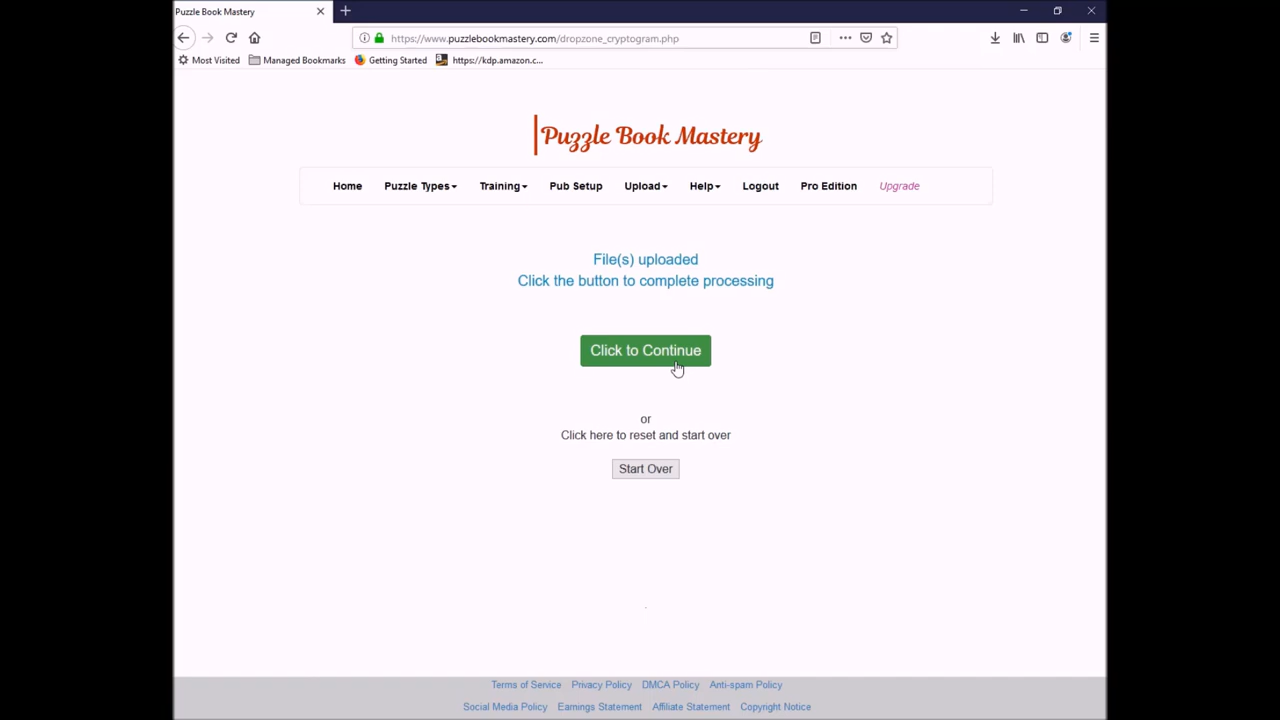 Puzzle Book Mastery
https://www.puzzlebookmastery.com/dropzone_cryptogram.php
Most Visited
Managed Bookmarks
Getting Started
https://kdp.amazon.c...
Puzzle Book Mastery
Home
Puzzle Types
Training
Pub Setup
Upload
Help
Logout
Pro Edition
Upgrade
File(s) uploaded
Click the button to complete processing
Click to Continue
or
Click here to reset and start over
Start Over
Terms of Service
Privacy Policy
DMCA Policy
Anti-spam Policy
Social Media Policy
Earnings Statement
Affiliate Statement
Copyright Notice